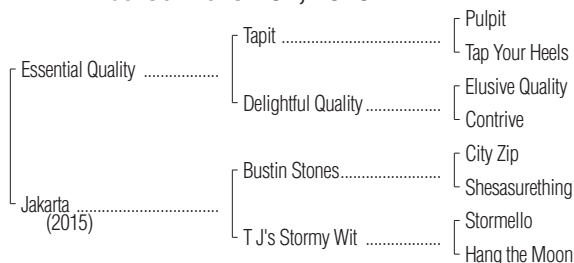 Pulpit
Tapit
Tap Your Heels
Essential Quality
Elusive Quality
Delightful Quality
Contrive
City Zip
Bustin Stones
Shesasurething
Jakarta
(2015)
Stormello
T J's Stormy Wit
Hang the Moon